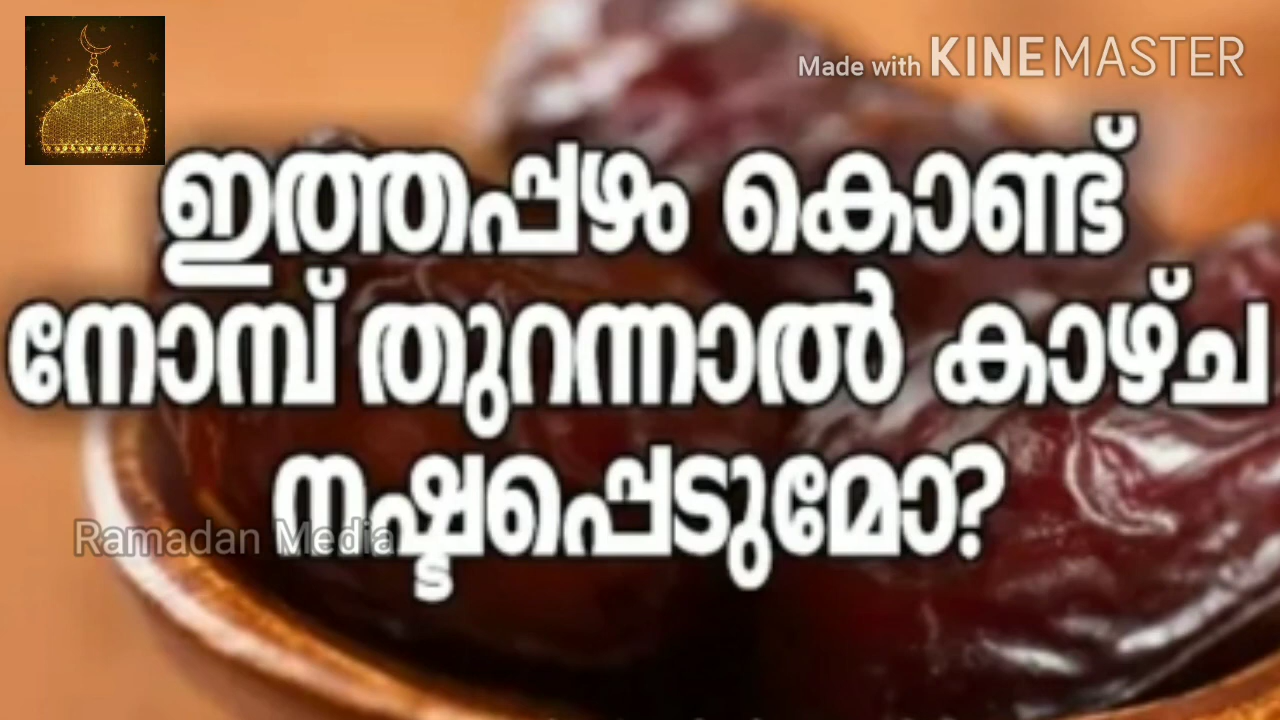 Made with KINEMASTER
ഇത്തപ്പഴം കൊണ്ട്
നോമ്പ് തുറന്നാൽ കാഴ്ച
നഷ്ടപ്പെടുമോ?
Ramadan Media